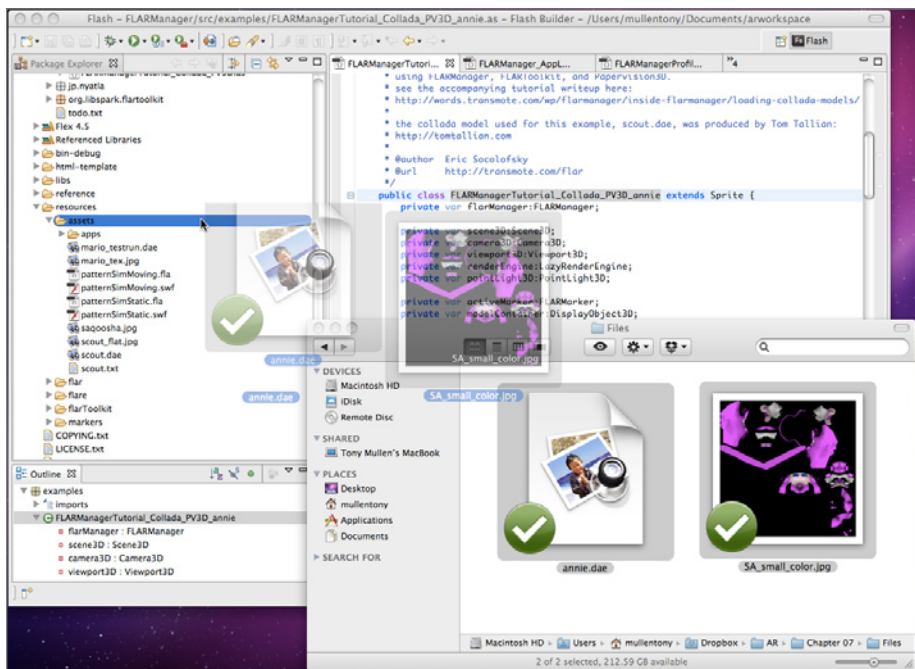 Flash – FLARManager/src/examples/FLARManagerTutorial_Collada_PV3D_annie.as – Flash Builder – /Users/mullentony/Documents/arworkspace
Flash
Package Explorer
jp.nyatla
org.libspark.flartoolkit
todo.txt
Flex 4.5
Referenced Libraries
bin-debug
html-template
libs
reference
resources
assets
apps
mario_testrun.dae
mario_tex.jpg
patternSimMoving.fla
patternSimMoving.swf
patternSimStatic.fla
patternSimStatic.swf
saqoosha.jpg
scout_flat.jpg
scout.dae
scout.txt
flar
flare
flarToolkit
markers
COPYING.txt
LICENSE.txt
FLARManagerTutori...
FLARManager_AppL...
FLARManagerProfil...
4
* using FLARManager, FLARToolkit, and Papervision3D.
* see the accompanying tutorial writeup here:
* http://words.transmote.com/wp/flarmanager/inside-flarmanager/loading-collada-models/
*
* the collada model used for this example, scout.dae, was produced by Tom Tallian:
* http://tomtallian.com
*
* @author Eric Socolofsky
* @url http://transmote.com/flar
*/
public class FLARManagerTutorial_Collada_PV3D_annie extends Sprite {
private var flarManager:FLARManager;
private var scene3D:Scene3D;
private var camera3D:Camera3D;
private var viewport3D:Viewport3D;
private var renderEngine:LazyRenderEngine;
private var pointLight3D:PointLight3D;
private var activeMarker:FLARMarker;
private var modelContainer:DisplayObject3D;
annie.dae
annie.dae
SA_small_color.jpg
SA_small_color.jpg
Outline
examples
imports
FLARManagerTutorial_Collada_PV3D_annie
flarManager : FLARManager
scene3D : Scene3D
camera3D : Camera3D
viewport3D : Viewport3D
Files
DEVICES
Macintosh HD
iDisk
Remote Disc
SHARED
Tony Mullen's MacBook
PLACES
Desktop
mullentony
Applications
Documents
SEARCH FOR
annie.dae
SA_small_color.jpg
Macintosh HD ▸ Users ▸ mullentony ▸ Dropbox ▸ AR ▸ Chapter 07 ▸ Files
2 of 2 selected, 212.59 GB available